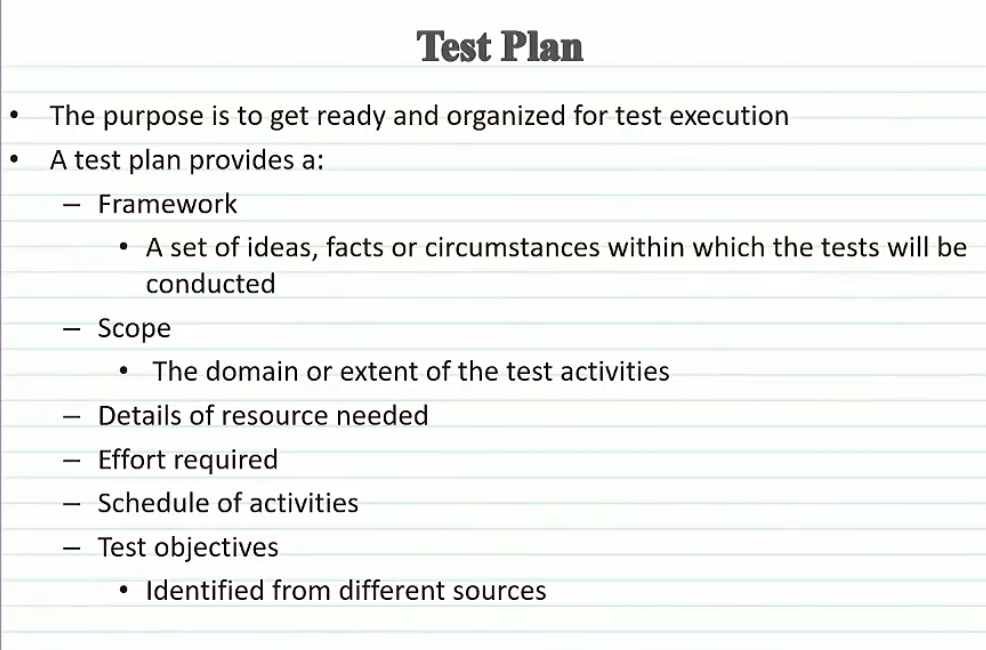 Test Plan
• The purpose is to get ready and organized for test execution
• A test plan provides a:
– Framework
• A set of ideas, facts or circumstances within which the tests will be
conducted
– Scope
• The domain or extent of the test activities
– Details of resource needed
– Effort required
– Schedule of activities
– Test objectives
• Identified from different sources